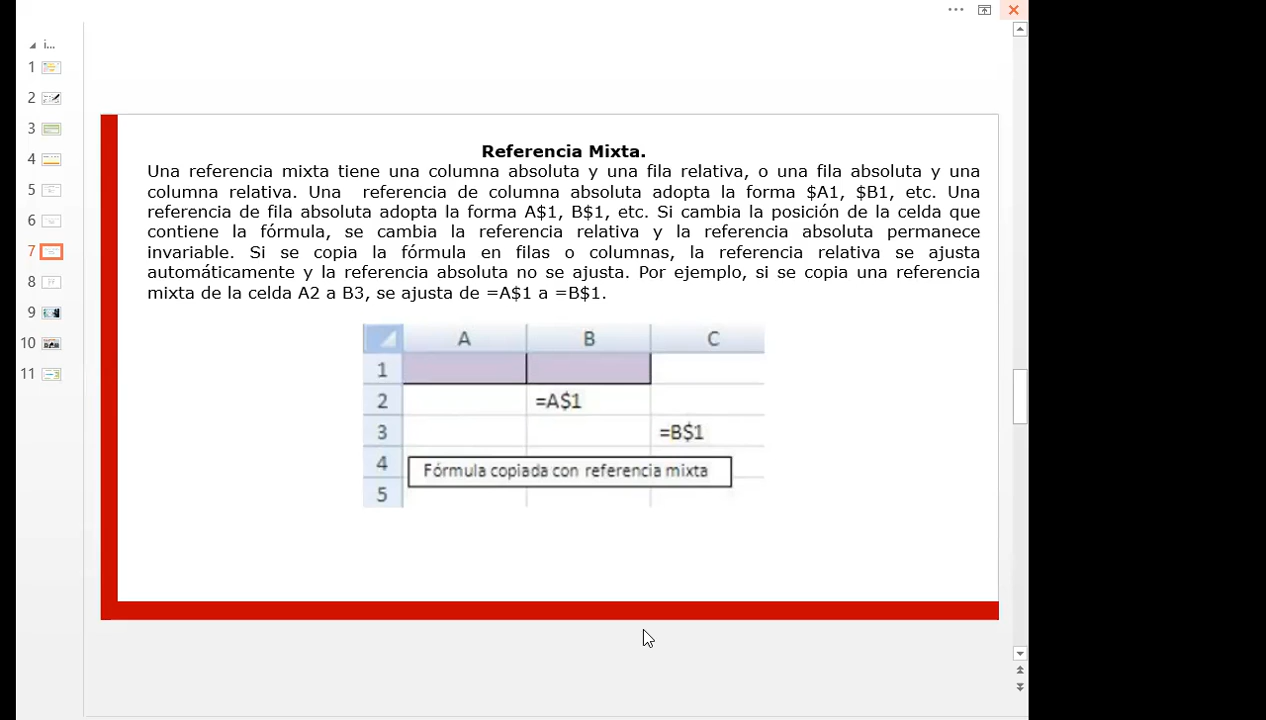 i...
1
2
3
4
5
6
7
8
9
10
11
Referencia Mixta.
Una referencia mixta tiene una columna absoluta y una fila relativa, o una fila absoluta y una
columna relativa. Una referencia de columna absoluta adopta la forma $A1, $B1, etc. Una
referencia de fila absoluta adopta la forma A$1, B$1, etc. Si cambia la posición de la celda que
contiene la fórmula, se cambia la referencia relativa y la referencia absoluta permanece
invariable. Si se copia la fórmula en filas o columnas, la referencia relativa se ajusta
automáticamente y la referencia absoluta no se ajusta. Por ejemplo, si se copia una referencia
mixta de la celda A2 a B3, se ajusta de =A$1 a =B$1.
A B C
1
2 =A$1
3 =B$1
4 Fórmula copiada con referencia mixta
5